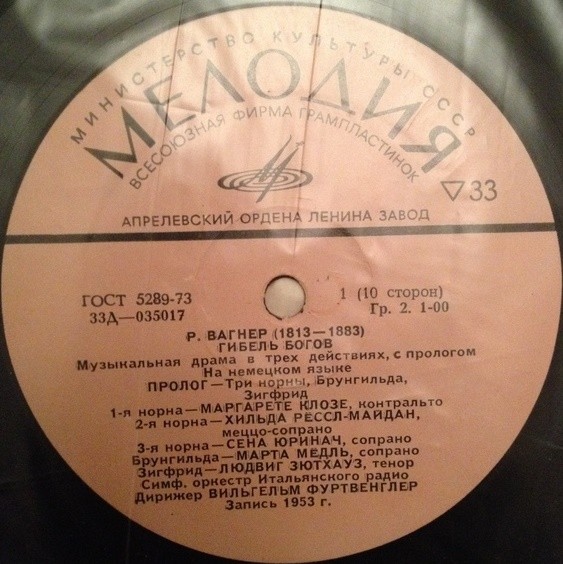 МИНИСТЕРСТВО КУЛЬТУРЫ СССР
МЕЛОДИЯ
ВСЕСОЮЗНАЯ ФИРМА ГРАМПЛАСТИНОК
▽33
АПРЕЛЕВСКИЙ ОРДЕНА ЛЕНИНА ЗАВОД
ГОСТ 5289-73
33Д—035017
1 (10 сторон)
Гр. 2. 1-00
Р. ВАГНЕР (1813—1883)
ГИБЕЛЬ БОГОВ
Музыкальная драма в трех действиях, с прологом
На немецком языке
ПРОЛОГ—Три норны, Брунгильда,
Зигфрид
1-я норна—МАРГАРЕТЕ КЛОЗЕ, контральто
2-я норна—ХИЛЬДА РЕССЛ-МАЙДАН,
меццо-сопрано
3-я норна—СЕНА ЮРИНАЧ, сопрано
Брунгильда—МАРТА МЕДЛЬ, сопрано
Зигфрид—ЛЮДВИГ ЗЮТХАУЗ, тенор
Симф. оркестр Итальянского радио
Дирижер ВИЛЬГЕЛЬМ ФУРТВЕНГЛЕР
Запись 1953 г.